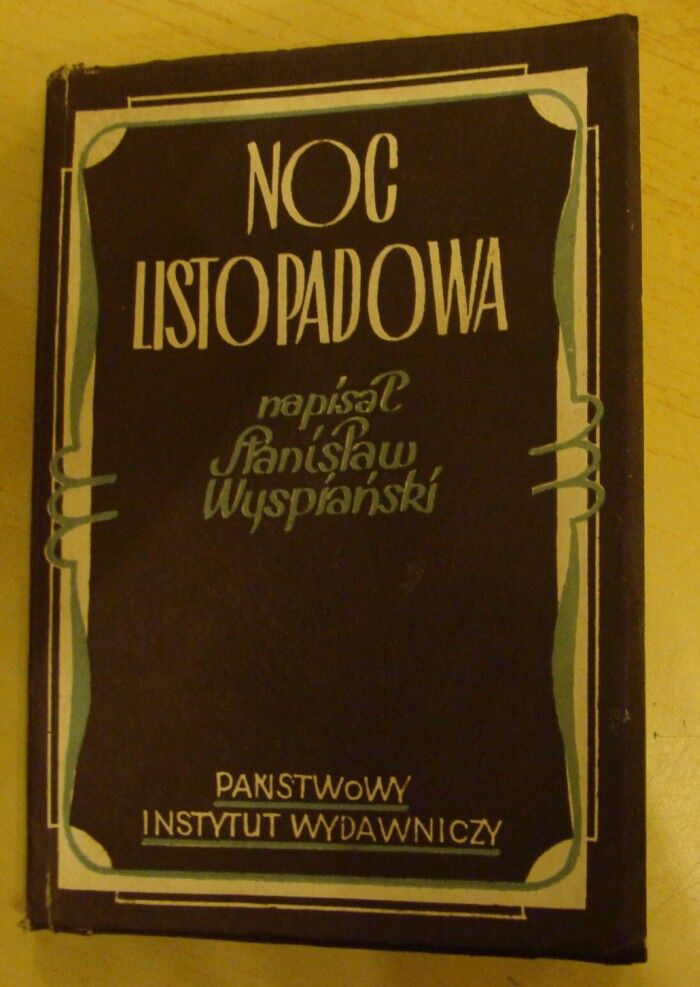 NOC
LISTOPADOWA
napisał
Stanisław
Wyspiański
PAŃSTWOWY
INSTYTUT WYDAWNICZY